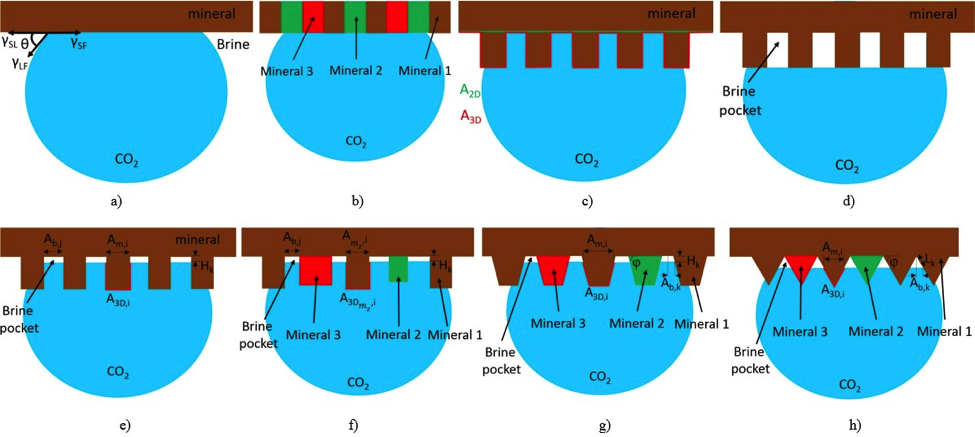 mineral
γSL θ γSF
γLF
Brine
CO₂
a)
Mineral 3 Mineral 2 Mineral 1
CO₂
b)
mineral
A2D
A3D
CO₂
c)
mineral
Brine
pocket
CO₂
d)
Ab,j Am,i mineral
Hk
Brine
pocket
A3D,i
CO₂
e)
Ab,j
Hk
Brine
pocket
Mineral 3 Mineral 2 Mineral 1
CO₂
f)
Am,i
φ Hk
Ab,k
A3D,i
Brine
pocket
Mineral 3 Mineral 2 Mineral 1
CO₂
g)
Am,i φ Lk
Ab,k
A3D,i
Brine
pocket
Mineral 3 Mineral 2 Mineral 1
CO₂
h)